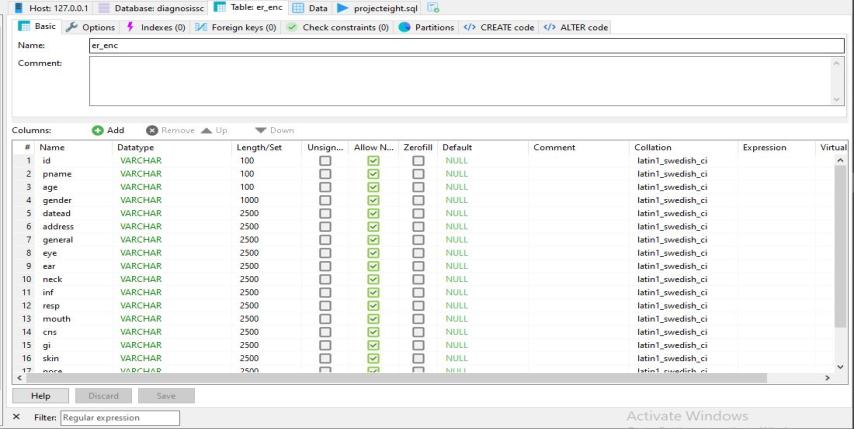 Host: 127.0.0.1 Database: diagnosissc Table: er_enc Data projecteight.sql
Basic Options Indexes (0) Foreign keys (0) Check constraints (0) Partitions CREATE code ALTER code
Name: er_enc
Comment:
Columns: Add Remove Up Down
# Name Datatype Length/Set Unsign... Allow N... Zerofill Default Comment Collation Expression Virtual
1 id VARCHAR 100 NULL latin1_swedish_ci
2 pname VARCHAR 100 NULL latin1_swedish_ci
3 age VARCHAR 100 NULL latin1_swedish_ci
4 gender VARCHAR 1000 NULL latin1_swedish_ci
5 datead VARCHAR 2500 NULL latin1_swedish_ci
6 address VARCHAR 2500 NULL latin1_swedish_ci
7 general VARCHAR 2500 NULL latin1_swedish_ci
8 eye VARCHAR 2500 NULL latin1_swedish_ci
9 ear VARCHAR 2500 NULL latin1_swedish_ci
10 neck VARCHAR 2500 NULL latin1_swedish_ci
11 inf VARCHAR 2500 NULL latin1_swedish_ci
12 resp VARCHAR 2500 NULL latin1_swedish_ci
13 mouth VARCHAR 2500 NULL latin1_swedish_ci
14 cns VARCHAR 2500 NULL latin1_swedish_ci
15 gi VARCHAR 2500 NULL latin1_swedish_ci
16 skin VARCHAR 2500 NULL latin1_swedish_ci
17 nose VARCHAR 2500 NULL latin1_swedish_ci
Help Discard Save
Filter: Regular expression
Activate Windows